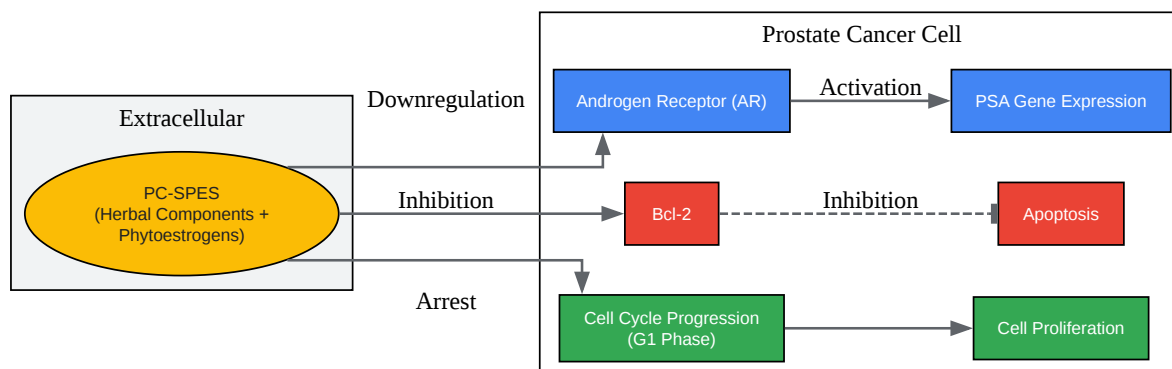 Prostate Cancer Cell
Downregulation
Androgen Receptor (AR)
Activation
PSA Gene Expression
Extracellular
PC-SPES
(Herbal Components +
Phytoestrogens)
Inhibition
Bcl-2
Inhibition
Apoptosis
Arrest
Cell Cycle Progression
(G1 Phase)
Cell Proliferation